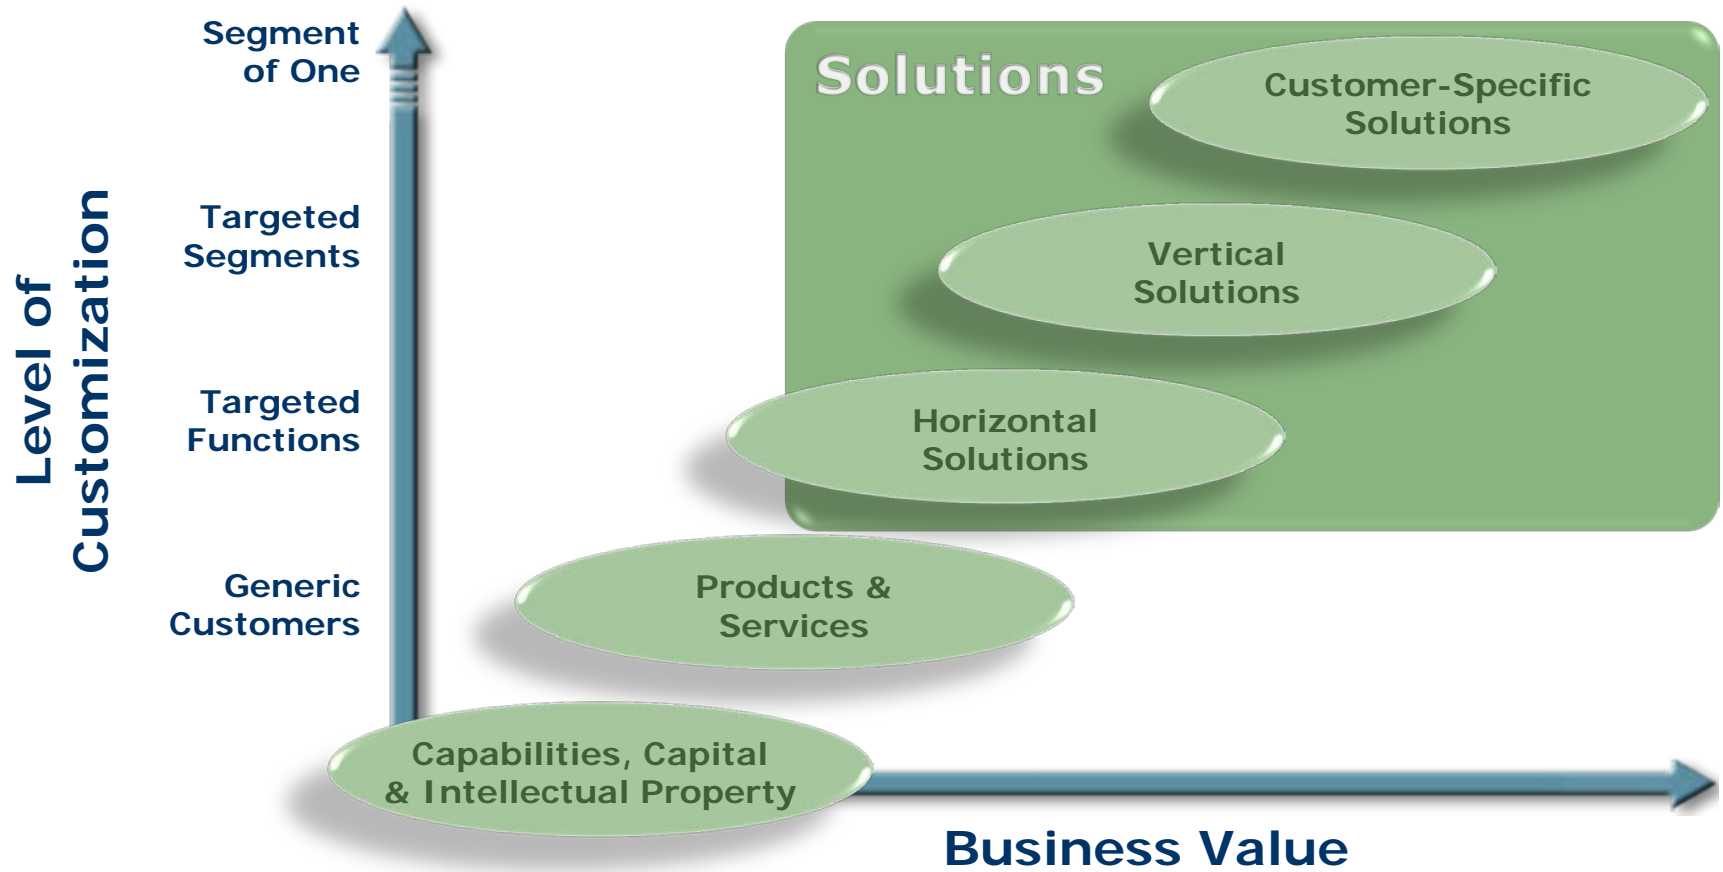 Segment
of One
Solutions
Customer-Specific
Solutions
Targeted
Segments
Vertical
Solutions
Level of
Customization
Targeted
Functions
Horizontal
Solutions
Generic
Customers
Products &
Services
Capabilities, Capital
& Intellectual Property
Business Value